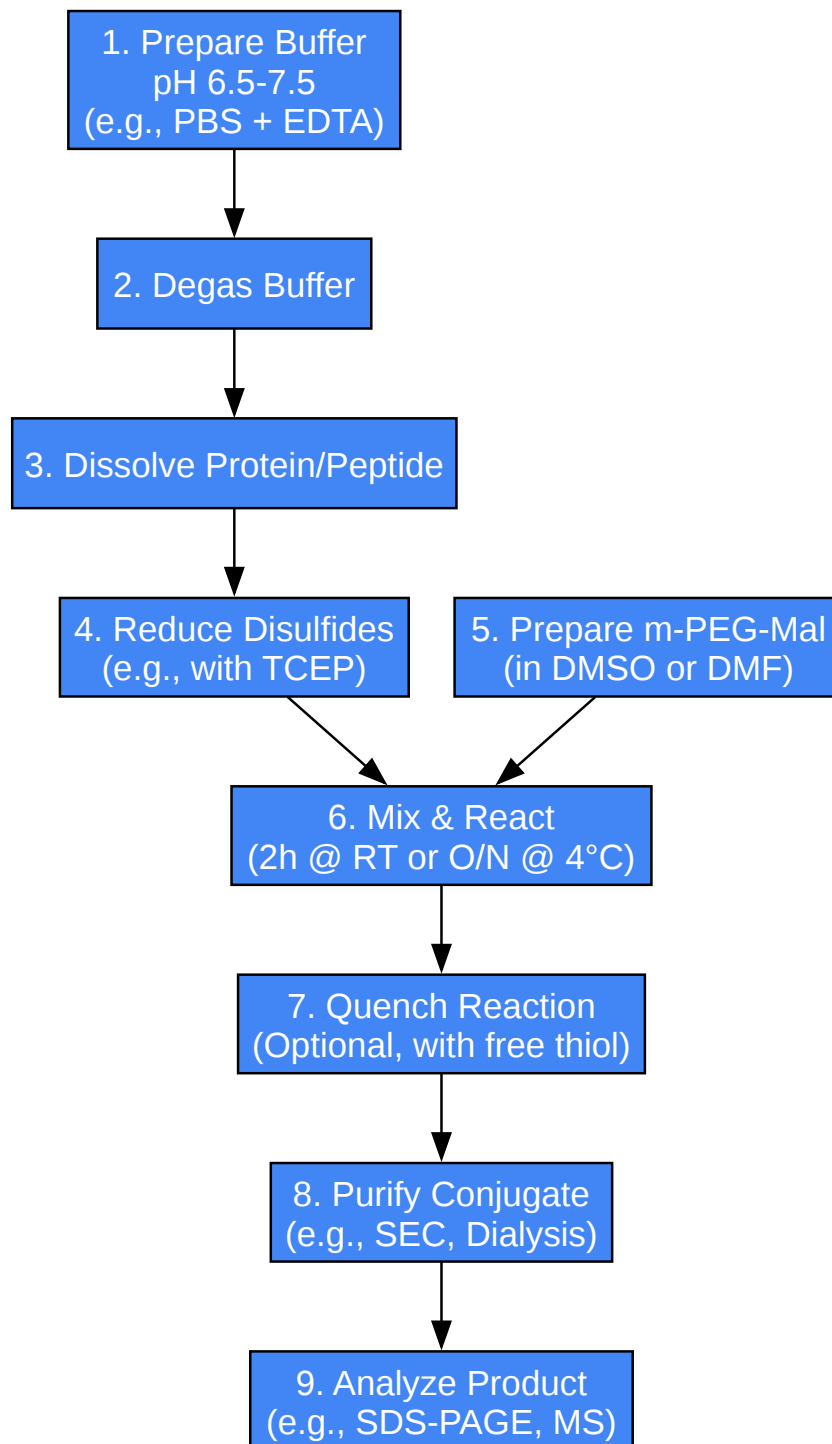 1. Prepare Buffer
pH 6.5-7.5
(e.g., PBS + EDTA)
2. Degas Buffer
3. Dissolve Protein/Peptide
4. Reduce Disulfides
(e.g., with TCEP)
5. Prepare m-PEG-Mal
(in DMSO or DMF)
6. Mix & React
(2h @ RT or O/N @ 4°C)
7. Quench Reaction
(Optional, with free thiol)
8. Purify Conjugate
(e.g., SEC, Dialysis)
9. Analyze Product
(e.g., SDS-PAGE, MS)